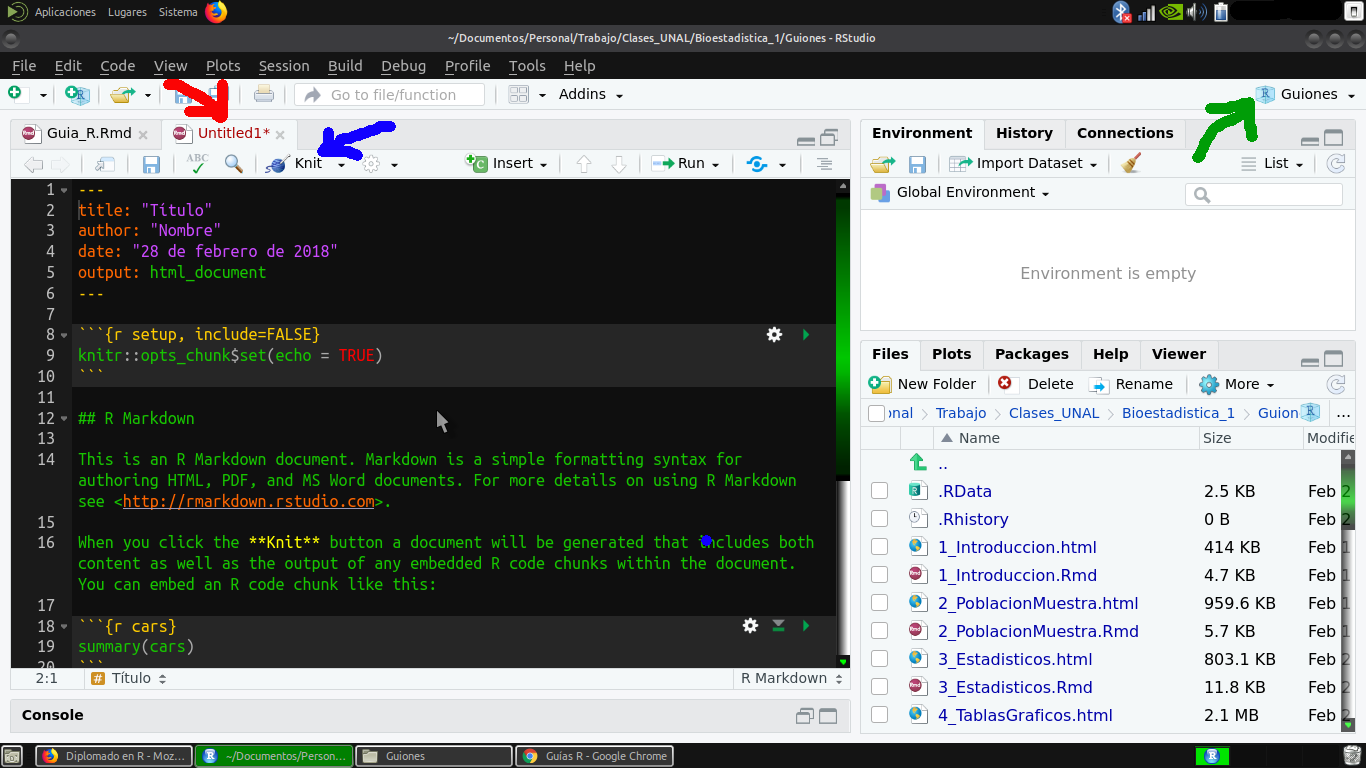 Aplicaciones Lugares Sistema
~/Documentos/Personal/Trabajo/Clases_UNAL/Bioestadistica_1/Guiones - RStudio
File Edit Code View Plots Session Build Debug Profile Tools Help
Go to file/function Addins Guiones
Guia_R.Rmd Untitled1*
ABC Knit Insert Run
1 ---
2 title: "Título"
3 author: "Nombre"
4 date: "28 de febrero de 2018"
5 output: html_document
6 ---
7
8 ```{r setup, include=FALSE}
9 knitr::opts_chunk$set(echo = TRUE)
10 ```
11
12 ## R Markdown
13
14 This is an R Markdown document. Markdown is a simple formatting syntax for
authoring HTML, PDF, and MS Word documents. For more details on using R Markdown
see <http://rmarkdown.rstudio.com>.
15
16 When you click the **Knit** button a document will be generated that includes both
content as well as the output of any embedded R code chunks within the document.
You can embed an R code chunk like this:
17
18 ```{r cars}
19 summary(cars)
20 ```
2:1 # Título R Markdown
Console
Environment History Connections
Import Dataset List
Global Environment
Environment is empty
Files Plots Packages Help Viewer
New Folder Delete Rename More
Trabajo Clases_UNAL Bioestadistica_1 Guion ...
Name Size Modifie
..
.RData 2.5 KB Feb 2
.Rhistory 0 B Feb 2
1_Introduccion.html 414 KB Feb 1
1_Introduccion.Rmd 4.7 KB Feb 1
2_PoblacionMuestra.html 959.6 KB Feb 1
2_PoblacionMuestra.Rmd 5.7 KB Feb 1
3_Estadisticos.html 803.1 KB Feb 2
3_Estadisticos.Rmd 11.8 KB Feb 2
4_TablasGraficos.html 2.1 MB Feb 2
Diplomado en R - Moz... ~/Documentos/Person... Guiones Guias R - Google Chrome